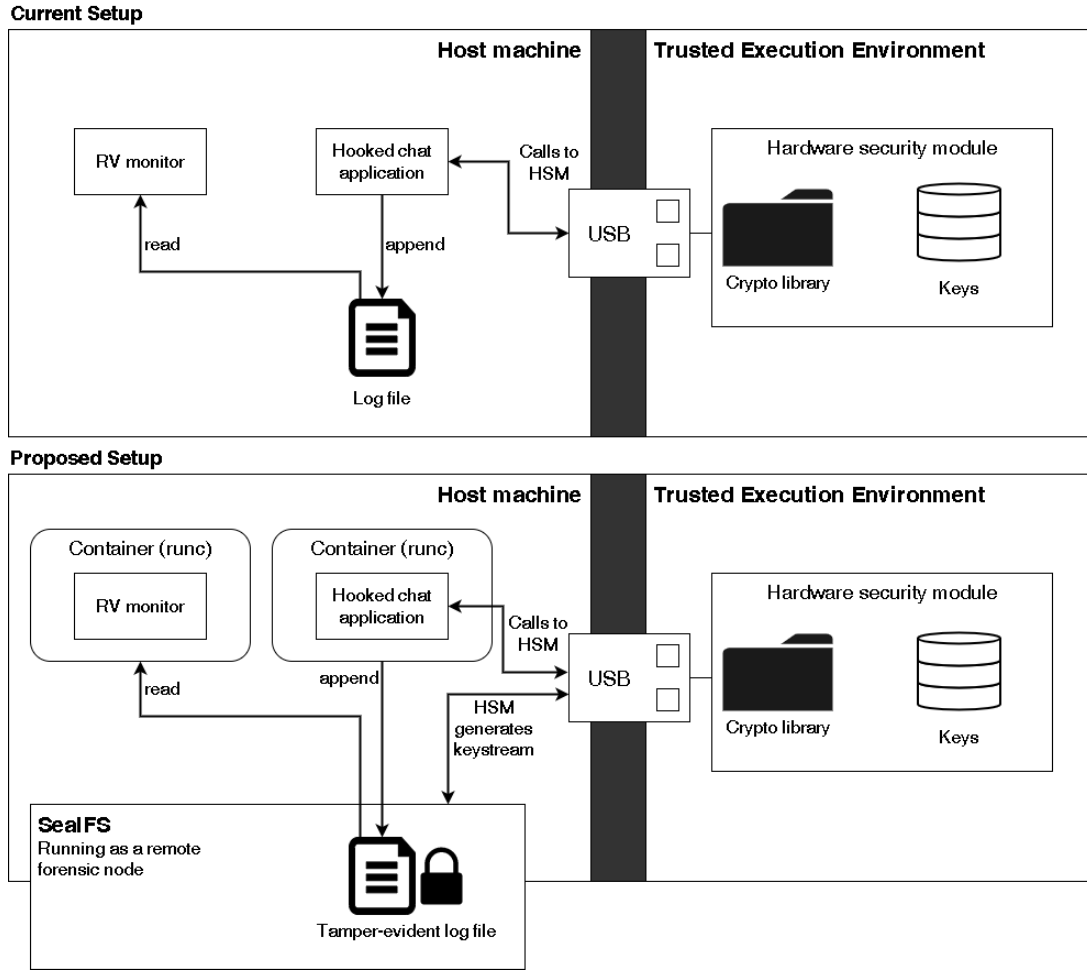 Current Setup
Host machine
Trusted Execution Environment
RV monitor
Hooked chat
application
Calls to
HSM
Hardware security module
USB
read
append
Crypto library
Keys
Log file
Proposed Setup
Host machine
Trusted Execution Environment
Container (runc)
Container (runc)
RV monitor
Hooked chat
application
Calls to
HSM
Hardware security module
USB
read
append
HSM
generates
keystream
Crypto library
Keys
SealFS
Running as a remote
forensic node
Tamper-evident log file